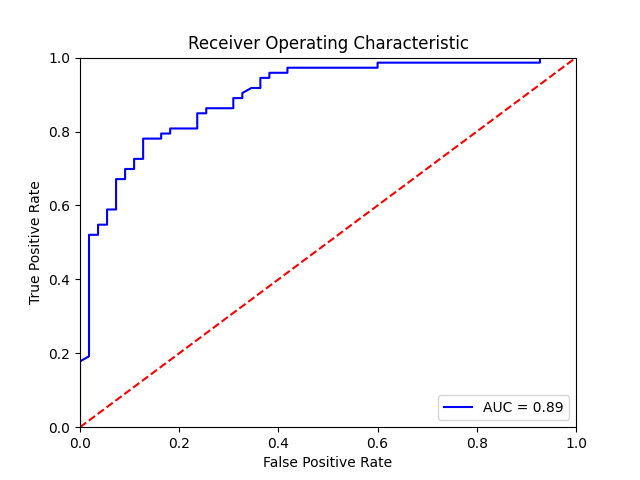 Receiver Operating Characteristic
1.0
0.8
0.6
0.4
0.2
0.0
True Positive Rate
AUC = 0.89
0.0 0.2 0.4 0.6 0.8 1.0
False Positive Rate